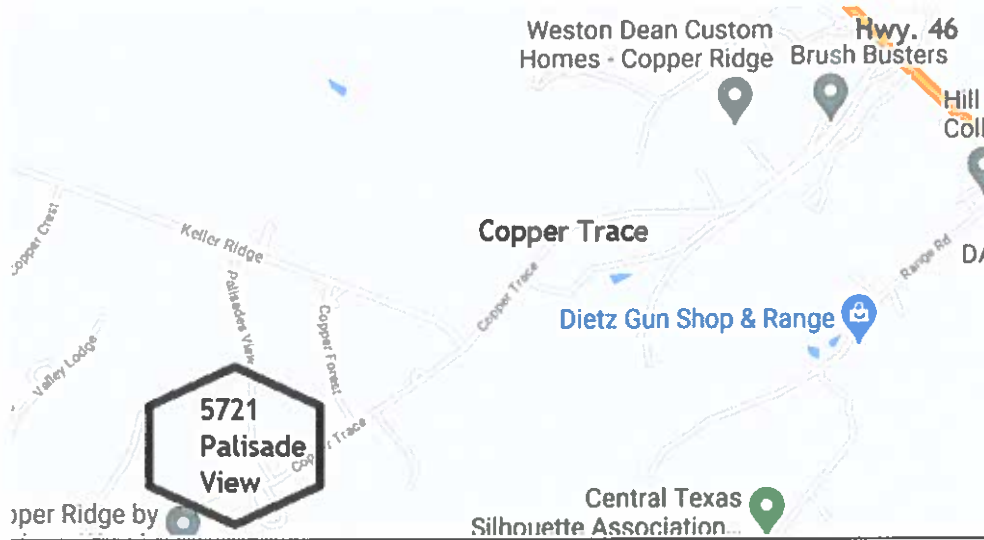 Weston Dean Custom
Homes - Copper Ridge
Hwy. 46
Brush Busters
Hill
Coll
Copper Crest
Keller Ridge
Copper Trace
Range Rd
DA
Palisades View
Copper Trace
Copper Forest
Dietz Gun Shop & Range
Valley Lodge
5721
Palisade
View
Copper Trace
pper Ridge by
Central Texas
Silhouette Association...